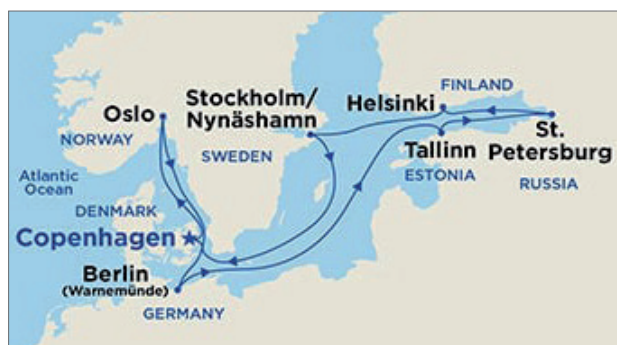 Oslo
NORWAY
Stockholm/
Nynäshamn
SWEDEN
Helsinki
FINLAND
Tallinn
ESTONIA
St.
Petersburg
RUSSIA
Atlantic
Ocean
DENMARK
Copenhagen
Berlin
(Warnemünde)
GERMANY